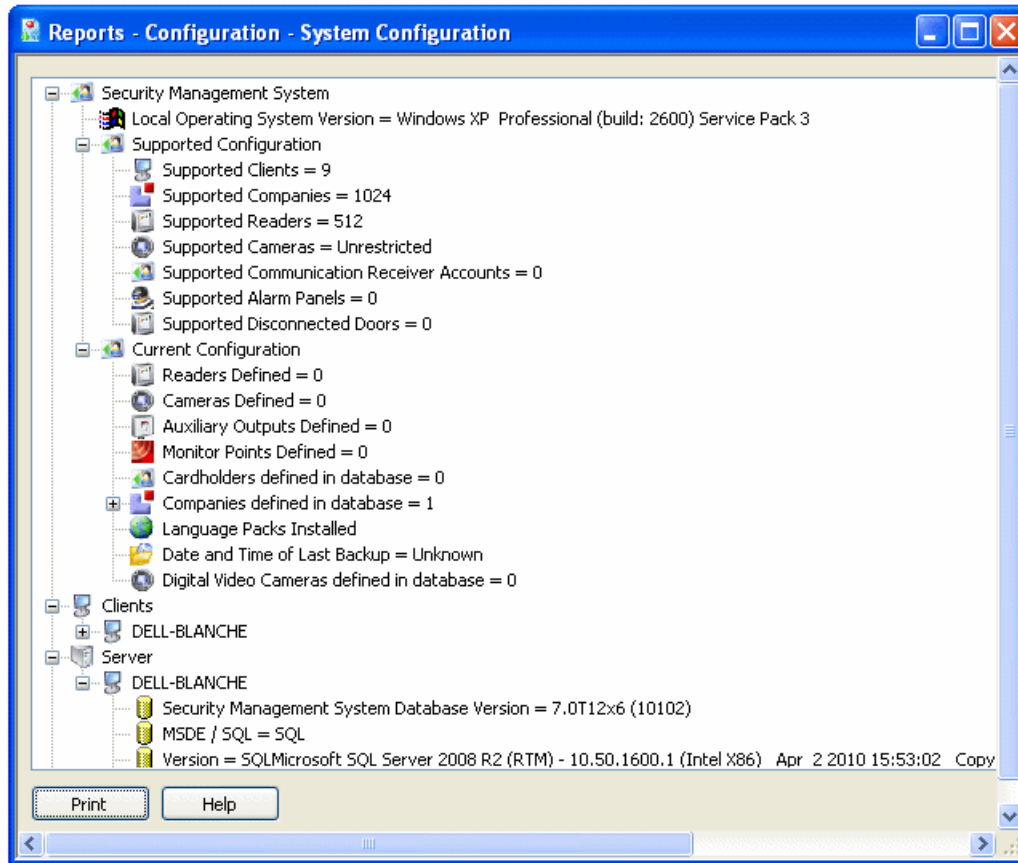 Reports - Configuration - System Configuration
Security Management System
Local Operating System Version = Windows XP  Professional (build: 2600) Service Pack 3
Supported Configuration
Supported Clients = 9
Supported Companies = 1024
Supported Readers = 512
Supported Cameras = Unrestricted
Supported Communication Receiver Accounts = 0
Supported Alarm Panels = 0
Supported Disconnected Doors = 0
Current Configuration
Readers Defined = 0
Cameras Defined = 0
Auxiliary Outputs Defined = 0
Monitor Points Defined = 0
Cardholders defined in database = 0
Companies defined in database = 1
Language Packs Installed
Date and Time of Last Backup = Unknown
Digital Video Cameras defined in database = 0
Clients
DELL-BLANCHE
Server
DELL-BLANCHE
Security Management System Database Version = 7.0T12x6 (10102)
MSDE / SQL = SQL
Version = SQLMicrosoft SQL Server 2008 R2 (RTM) - 10.50.1600.1 (Intel X86)   Apr  2 2010 15:53:02   Copy
Print
Help